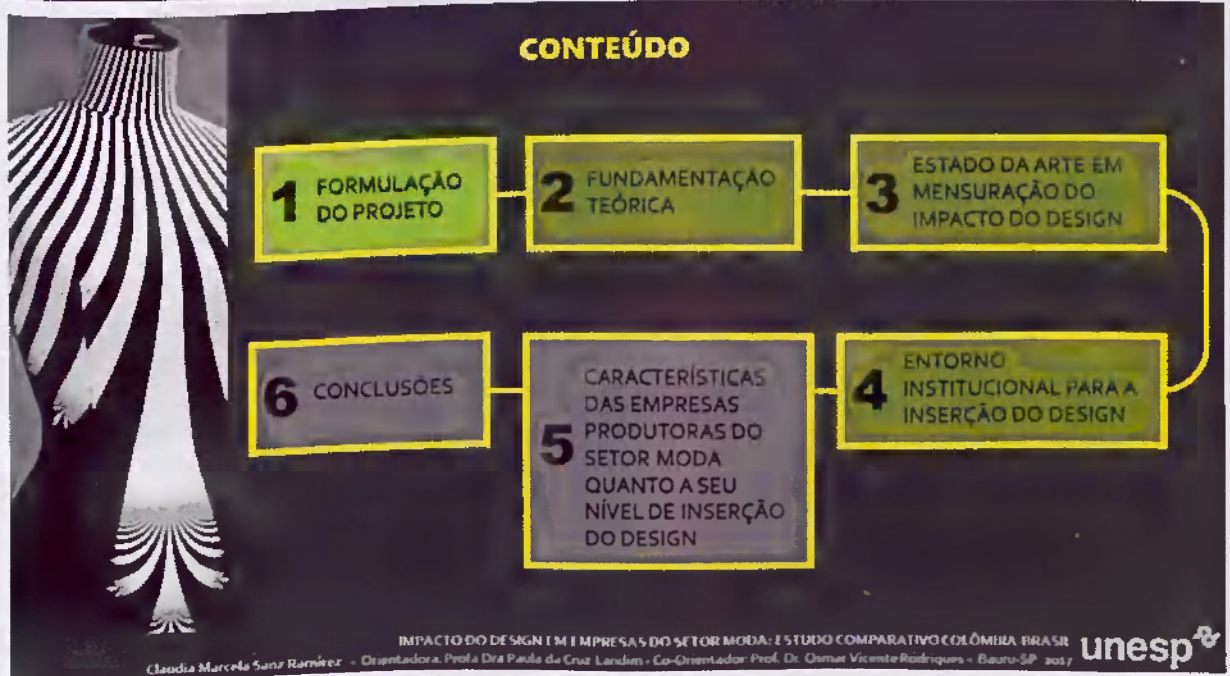 CONTEÚDO
1 FORMULAÇÃO
DO PROJETO
2 FUNDAMENTAÇÃO
TEÓRICA
3 ESTADO DA ARTE EM
MENSURAÇÃO DO
IMPACTO DO DESIGN
4 ENTORNO
INSTITUCIONAL PARA A
INSERÇÃO DO DESIGN
5 CARACTERÍSTICAS
DAS EMPRESAS
PRODUTORAS DO
SETOR MODA
QUANTO A SEU
NÍVEL DE INSERÇÃO
DO DESIGN
6 CONCLUSÕES
IMPACTO DO DESIGN EM EMPRESAS DO SETOR MODA: ESTUDO COMPARATIVO COLÔMBIA BRASIL
Claudia Marcela Sanz Ramírez - Orientadora: Profa Dra Paula da Cruz Landim - Co-Orientador: Prof. Dr. Osmar Vicente Rodrigues - Bauru-SP 2017
unesp